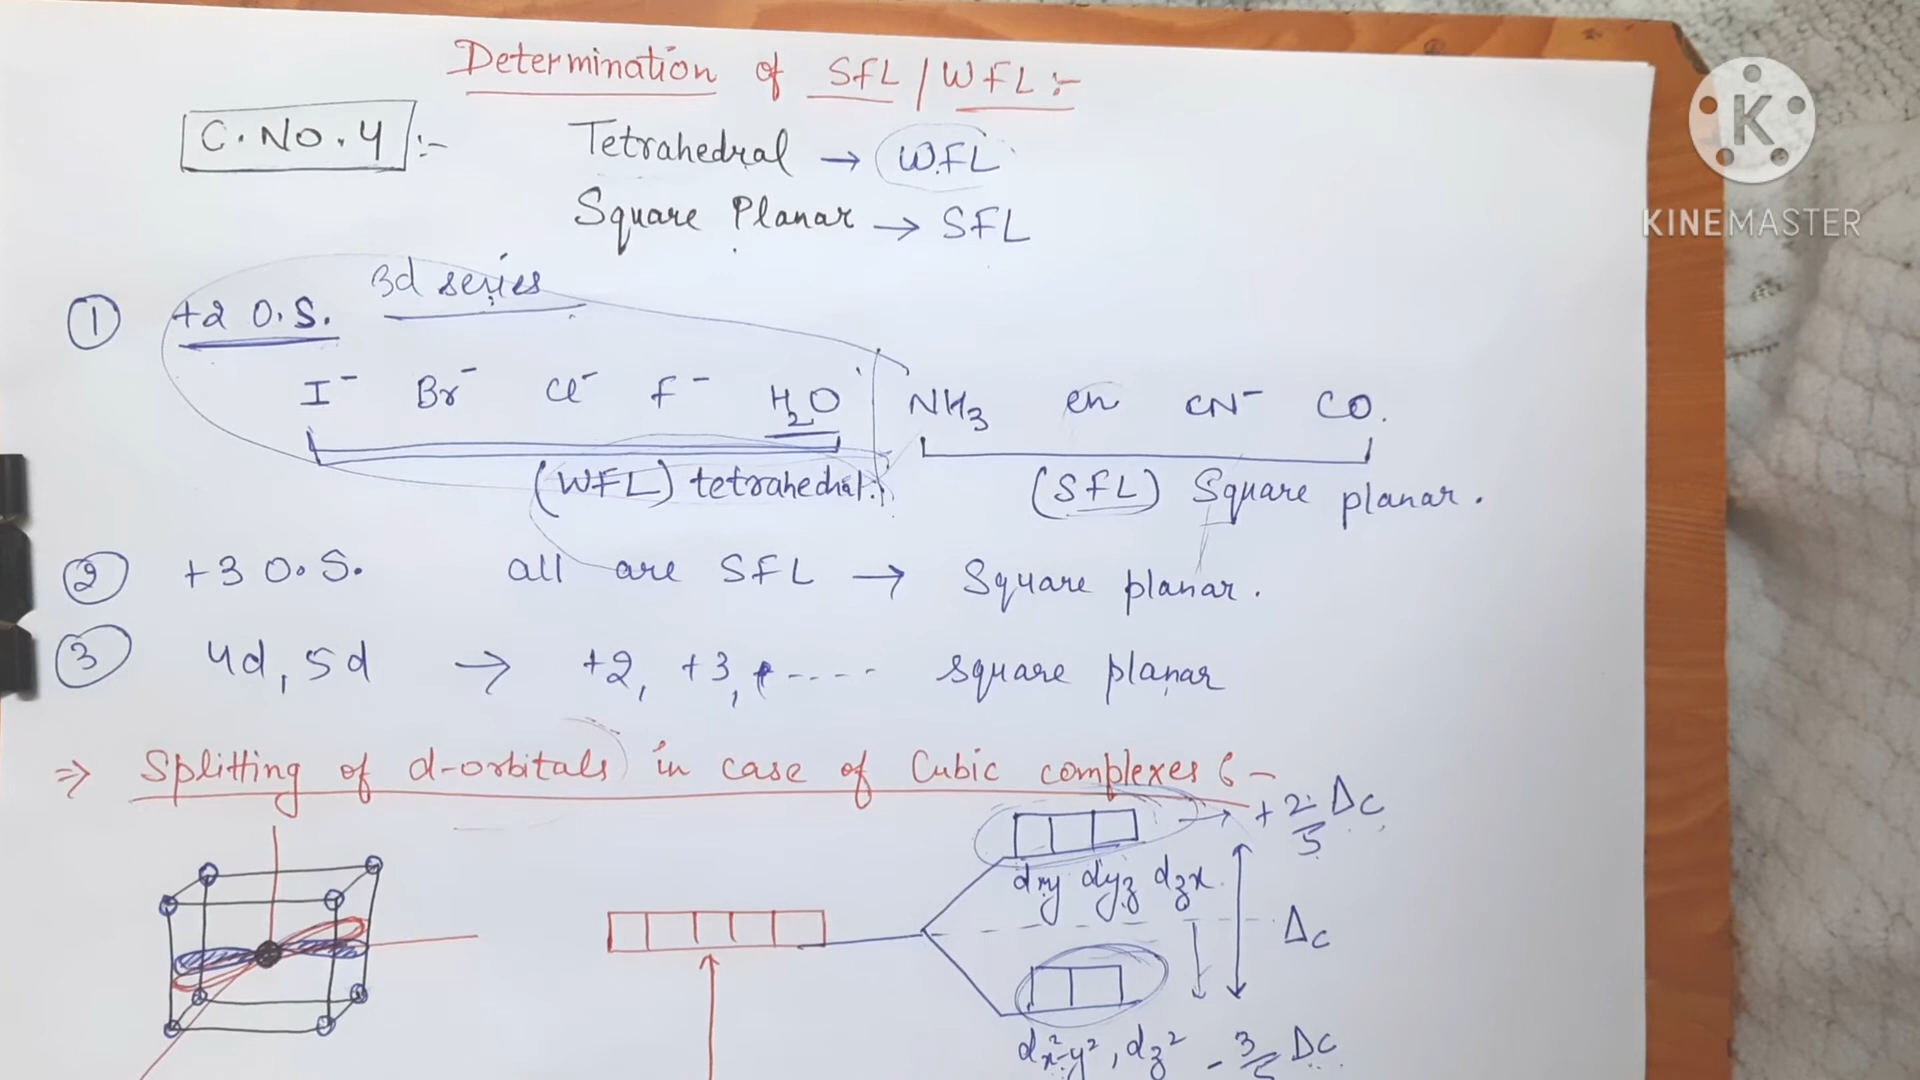 Determination of SFL / WFL :-
C. No. 4 :- Tetrahedral → WFL
Square Planar → SFL
① +2 O.S. 3d series
I⁻ Br⁻ Cl⁻ F⁻ H₂O NH₃ en CN⁻ CO.
(WFL) tetrahedral. (SFL) Square planar.
② +3 O.S. all are SFL → Square planar.
③ 4d, 5d → +2, +3, ---- square planar
⇒ Splitting of d-orbitals in case of Cubic complexes :-
→ + 2/5 Δc
dxy dyz dzx
Δc
dx²-y², dz² - 3/5 Δc
K
KINEMASTER